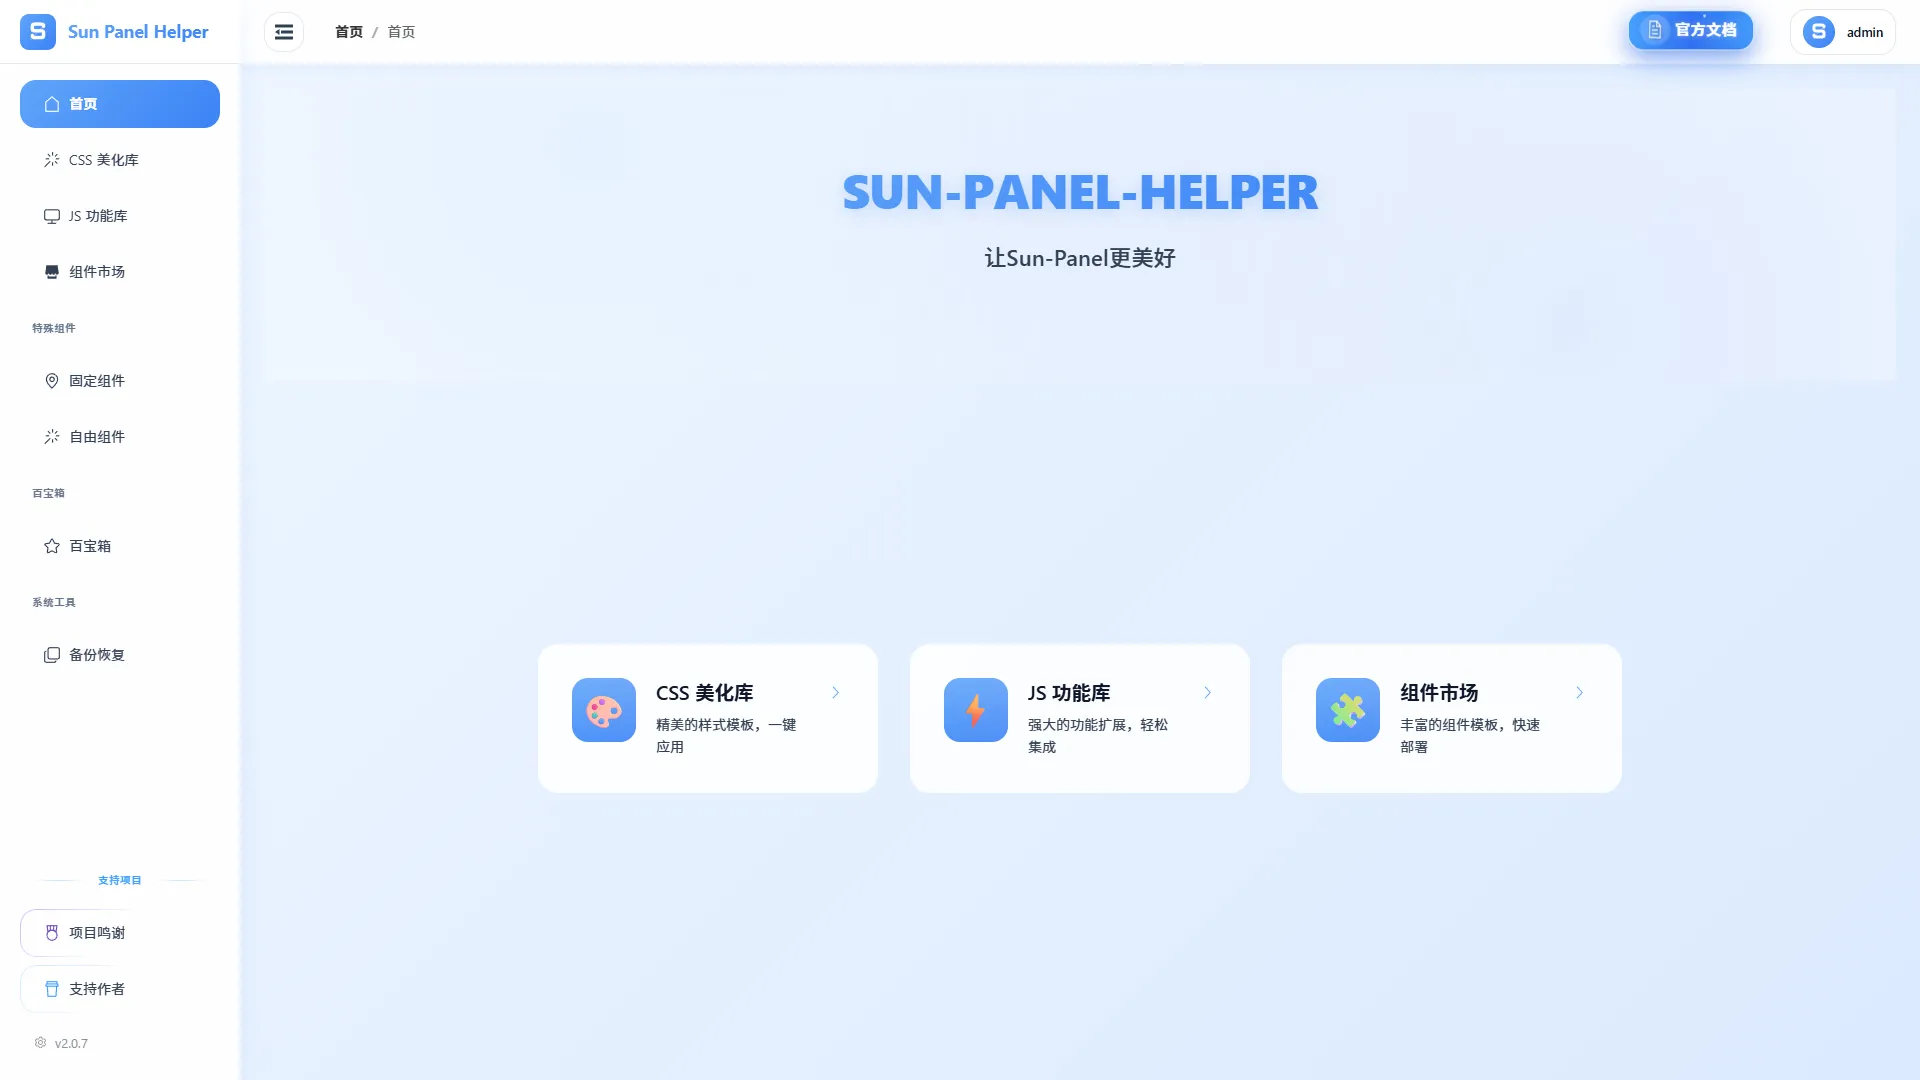 S
Sun Panel Helper
首页 / 首页
官方文档
S
admin
首页
CSS 美化库
JS 功能库
组件市场
特殊组件
固定组件
自由组件
百宝箱
百宝箱
系统工具
备份恢复
支持项目
项目鸣谢
支持作者
v2.0.7
SUN-PANEL-HELPER
让Sun-Panel更美好
CSS 美化库
精美的样式模板，一键
应用
JS 功能库
强大的功能扩展，轻松
集成
组件市场
丰富的组件模板，快速
部署